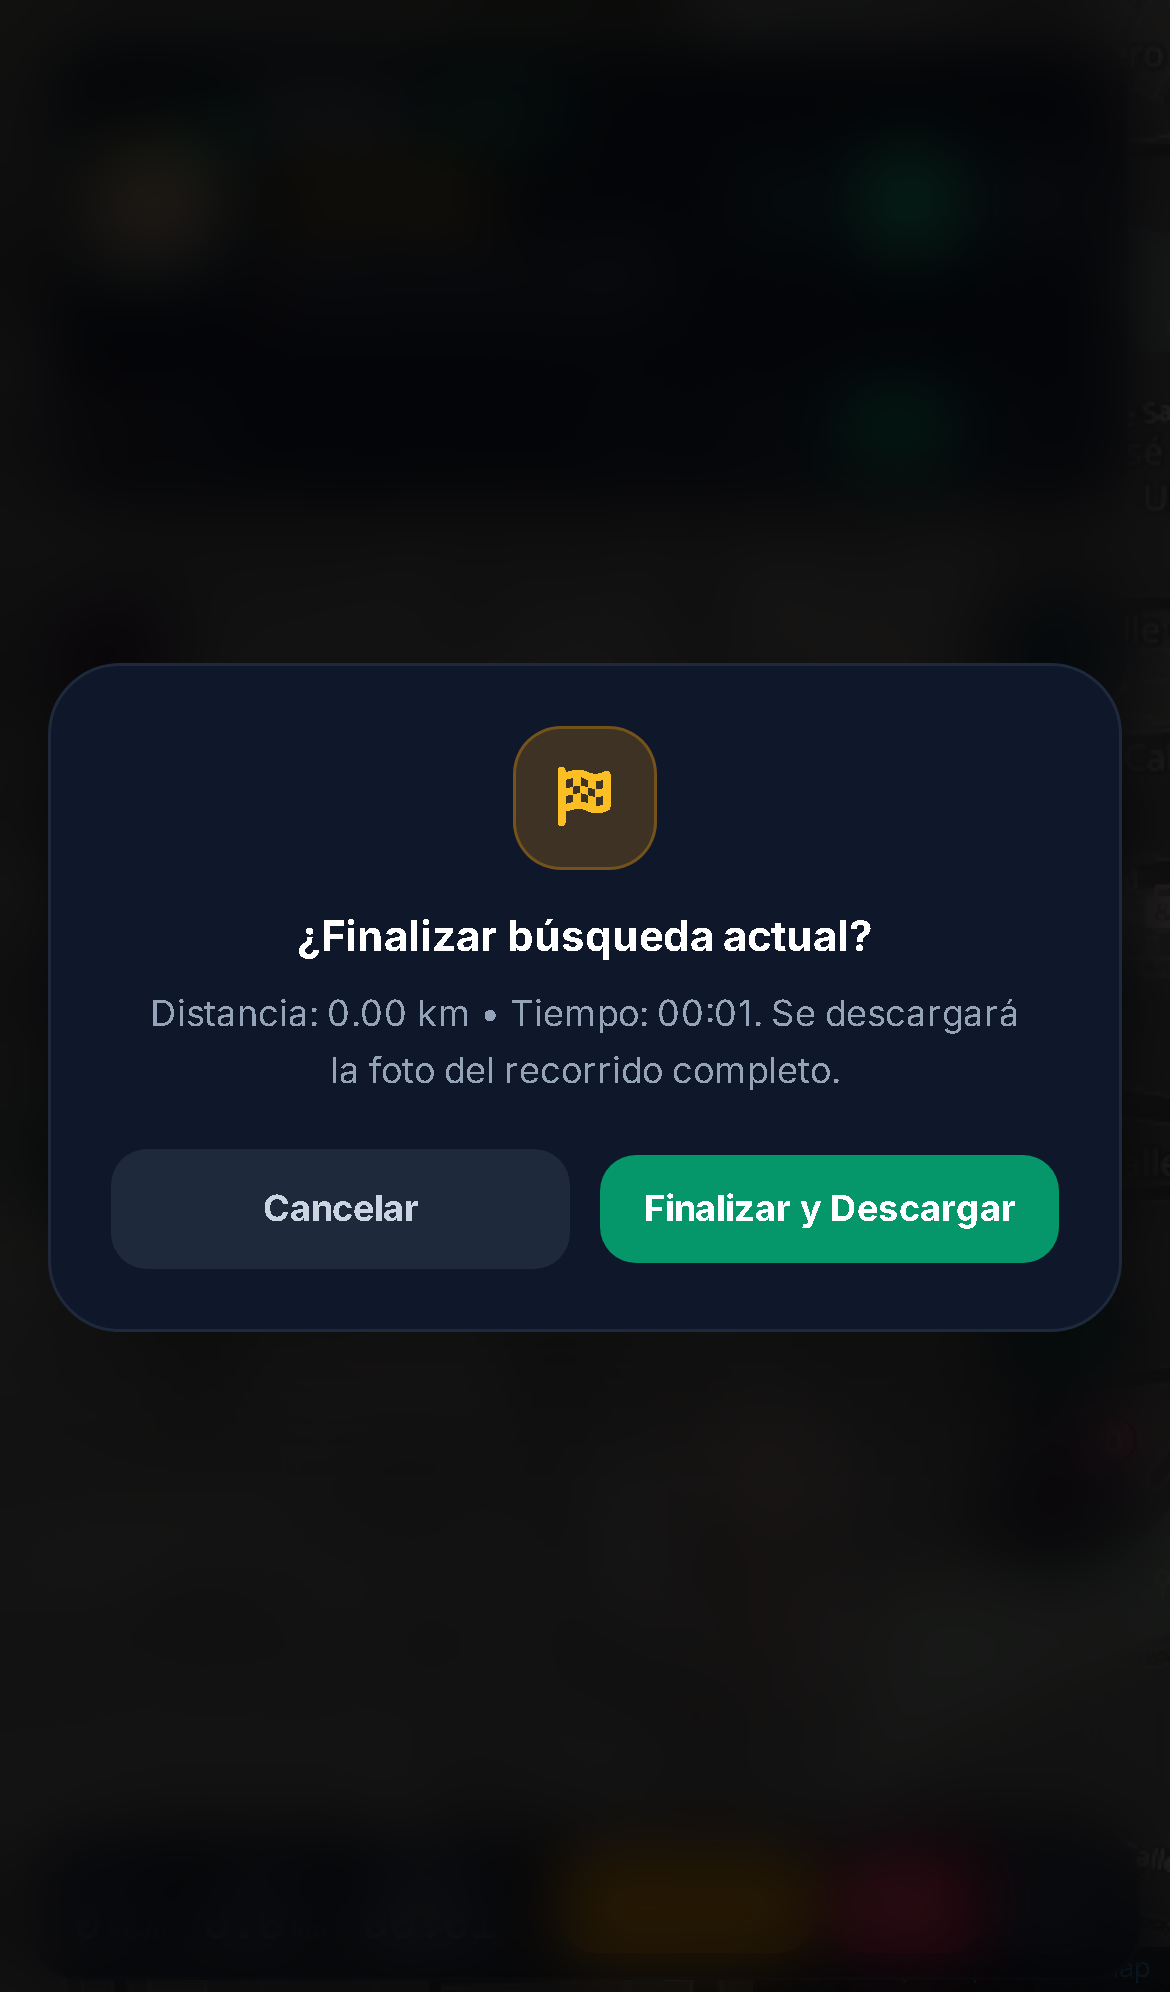 ¿Finalizar búsqueda actual?
Distancia: 0.00 km • Tiempo: 00:01. Se descargará
la foto del recorrido completo.
Cancelar
Finalizar y Descargar